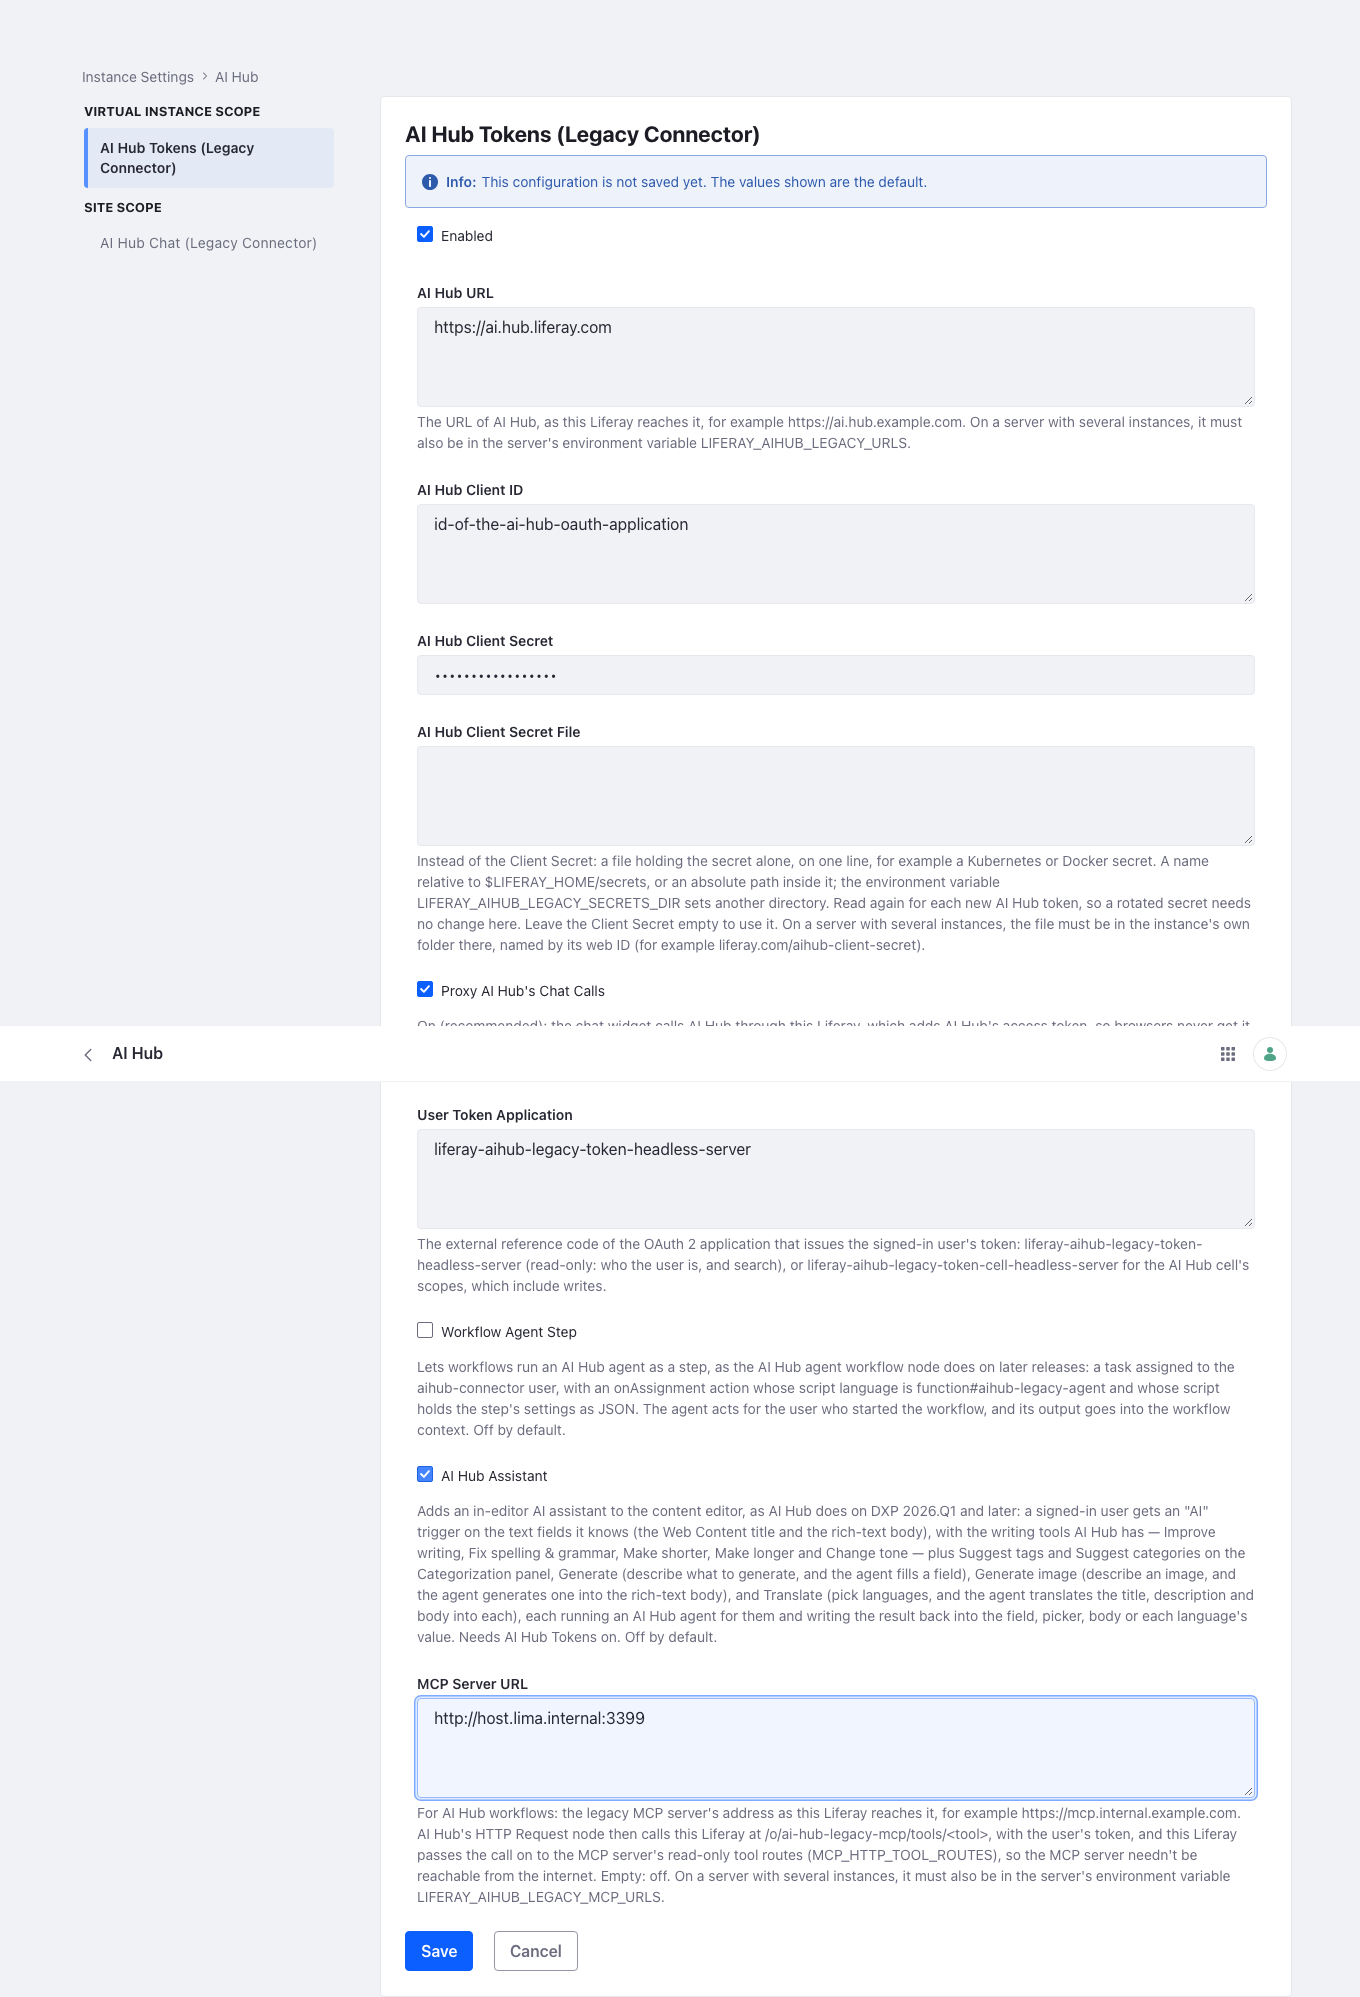 Instance Settings > AI Hub
VIRTUAL INSTANCE SCOPE
AI Hub Tokens (Legacy
Connector)
SITE SCOPE
AI Hub Chat (Legacy Connector)
AI Hub Tokens (Legacy Connector)
Info: This configuration is not saved yet. The values shown are the default.
Enabled
AI Hub URL
https://ai.hub.liferay.com
The URL of AI Hub, as this Liferay reaches it, for example https://ai.hub.example.com. On a server with several instances, it must
also be in the server's environment variable LIFERAY_AIHUB_LEGACY_URLS.
AI Hub Client ID
id-of-the-ai-hub-oauth-application
AI Hub Client Secret
•••••••••••••••••
AI Hub Client Secret File
Instead of the Client Secret: a file holding the secret alone, on one line, for example a Kubernetes or Docker secret. A name
relative to $LIFERAY_HOME/secrets, or an absolute path inside it; the environment variable
LIFERAY_AIHUB_LEGACY_SECRETS_DIR sets another directory. Read again for each new AI Hub token, so a rotated secret needs
no change here. Leave the Client Secret empty to use it. On a server with several instances, the file must be in the instance's own
folder there, named by its web ID (for example liferay.com/aihub-client-secret).
Proxy AI Hub's Chat Calls
On (recommended): the chat widget calls AI Hub through this Liferay, which adds AI Hub's access token, so browsers never get it
AI Hub
User Token Application
liferay-aihub-legacy-token-headless-server
The external reference code of the OAuth 2 application that issues the signed-in user's token: liferay-aihub-legacy-token-
headless-server (read-only: who the user is, and search), or liferay-aihub-legacy-token-cell-headless-server for the AI Hub cell's
scopes, which include writes.
Workflow Agent Step
Lets workflows run an AI Hub agent as a step, as the AI Hub agent workflow node does on later releases: a task assigned to the
aihub-connector user, with an onAssignment action whose script language is function#aihub-legacy-agent and whose script
holds the step's settings as JSON. The agent acts for the user who started the workflow, and its output goes into the workflow
context. Off by default.
AI Hub Assistant
Adds an in-editor AI assistant to the content editor, as AI Hub does on DXP 2026.Q1 and later: a signed-in user gets an "AI"
trigger on the text fields it knows (the Web Content title and the rich-text body), with the writing tools AI Hub has — Improve
writing, Fix spelling & grammar, Make shorter, Make longer and Change tone — plus Suggest tags and Suggest categories on the
Categorization panel, Generate (describe what to generate, and the agent fills a field), Generate image (describe an image, and
the agent generates one into the rich-text body), and Translate (pick languages, and the agent translates the title, description and
body into each), each running an AI Hub agent for them and writing the result back into the field, picker, body or each language's
value. Needs AI Hub Tokens on. Off by default.
MCP Server URL
http://host.lima.internal:3399
For AI Hub workflows: the legacy MCP server's address as this Liferay reaches it, for example https://mcp.internal.example.com.
AI Hub's HTTP Request node then calls this Liferay at /o/ai-hub-legacy-mcp/tools/<tool>, with the user's token, and this Liferay
passes the call on to the MCP server's read-only tool routes (MCP_HTTP_TOOL_ROUTES), so the MCP server needn't be
reachable from the internet. Empty: off. On a server with several instances, it must also be in the server's environment variable
LIFERAY_AIHUB_LEGACY_MCP_URLS.
Save
Cancel